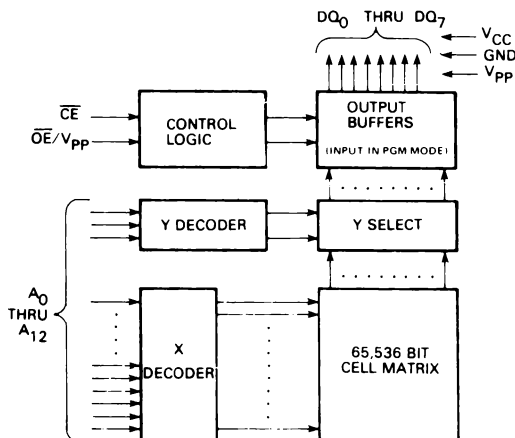 DQ0 THRU DQ7
VCC
GND
VPP
CE
OE/VPP
CONTROL
LOGIC
OUTPUT
BUFFERS
(INPUT IN PGM MODE)
Y DECODER
Y SELECT
A0
THRU
A12
X
DECODER
65,536 BIT
CELL MATRIX